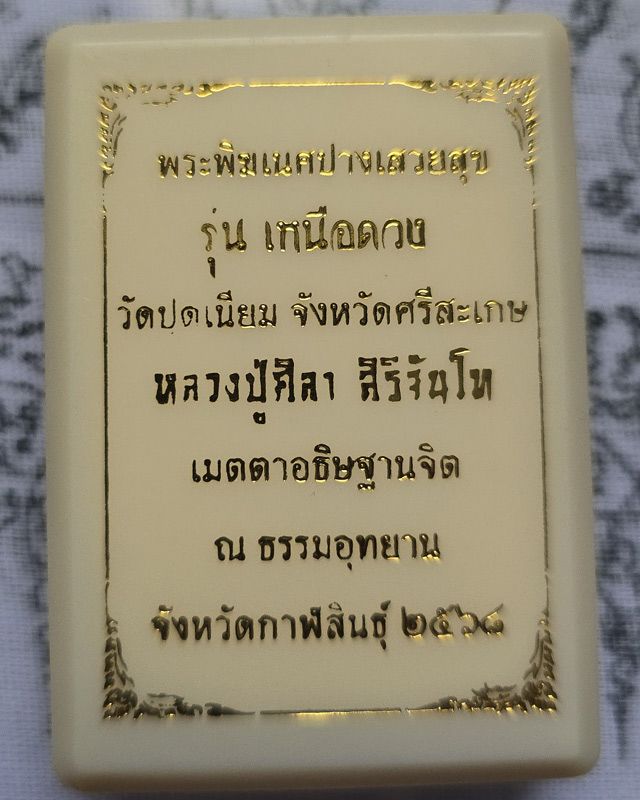 พระพิฆเนศปางเสวยสุข
รุ่น เหนือดวง
วัดปดเนียม จังหวัดศรีสะเกษ
หลวงปู่ศิลา สิริจันโท
เมตตาอธิษฐานจิต
ณ ธรรมอุทยาน
จังหวัดกาฬสินธุ์ ๒๕๖๘